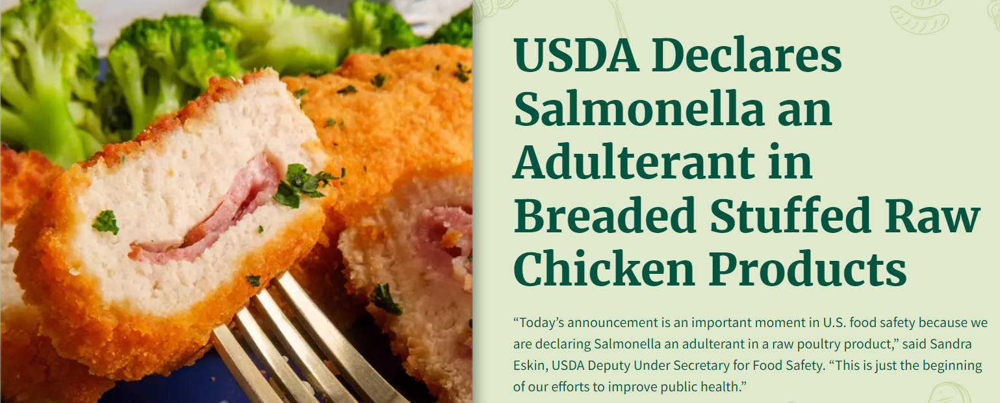 USDA Declares
Salmonella an
Adulterant in
Breaded Stuffed Raw
Chicken Products
“Today’s announcement is an important moment in U.S. food safety because we
are declaring Salmonella an adulterant in a raw poultry product,” said Sandra
Eskin, USDA Deputy Under Secretary for Food Safety. “This is just the beginning
of our efforts to improve public health.”